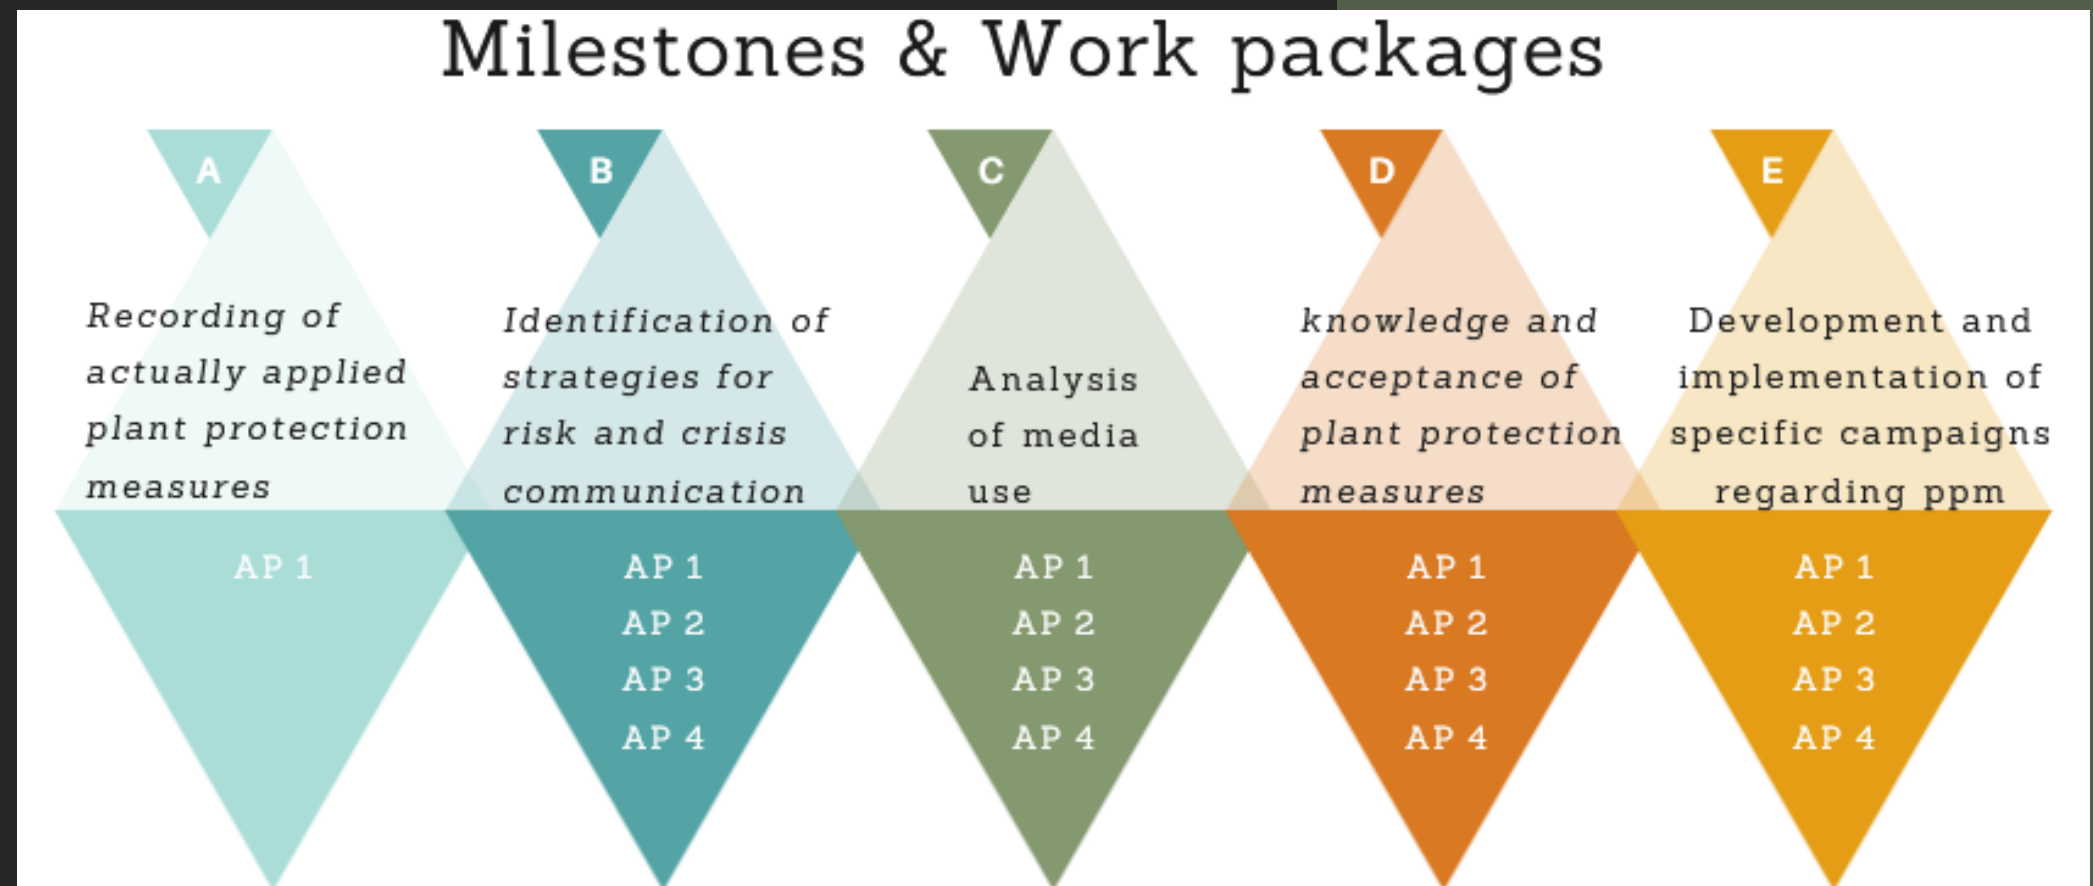 Milestones & Work packages
A
Recording of
actually applied
plant protection
measures
AP 1
B
Identification of
strategies for
risk and crisis
communication
AP 1
AP 2
AP 3
AP 4
C
Analysis
of media
use
AP 1
AP 2
AP 3
AP 4
D
knowledge and
acceptance of
plant protection
measures
AP 1
AP 2
AP 3
AP 4
E
Development and
implementation of
specific campaigns
regarding ppm
AP 1
AP 2
AP 3
AP 4